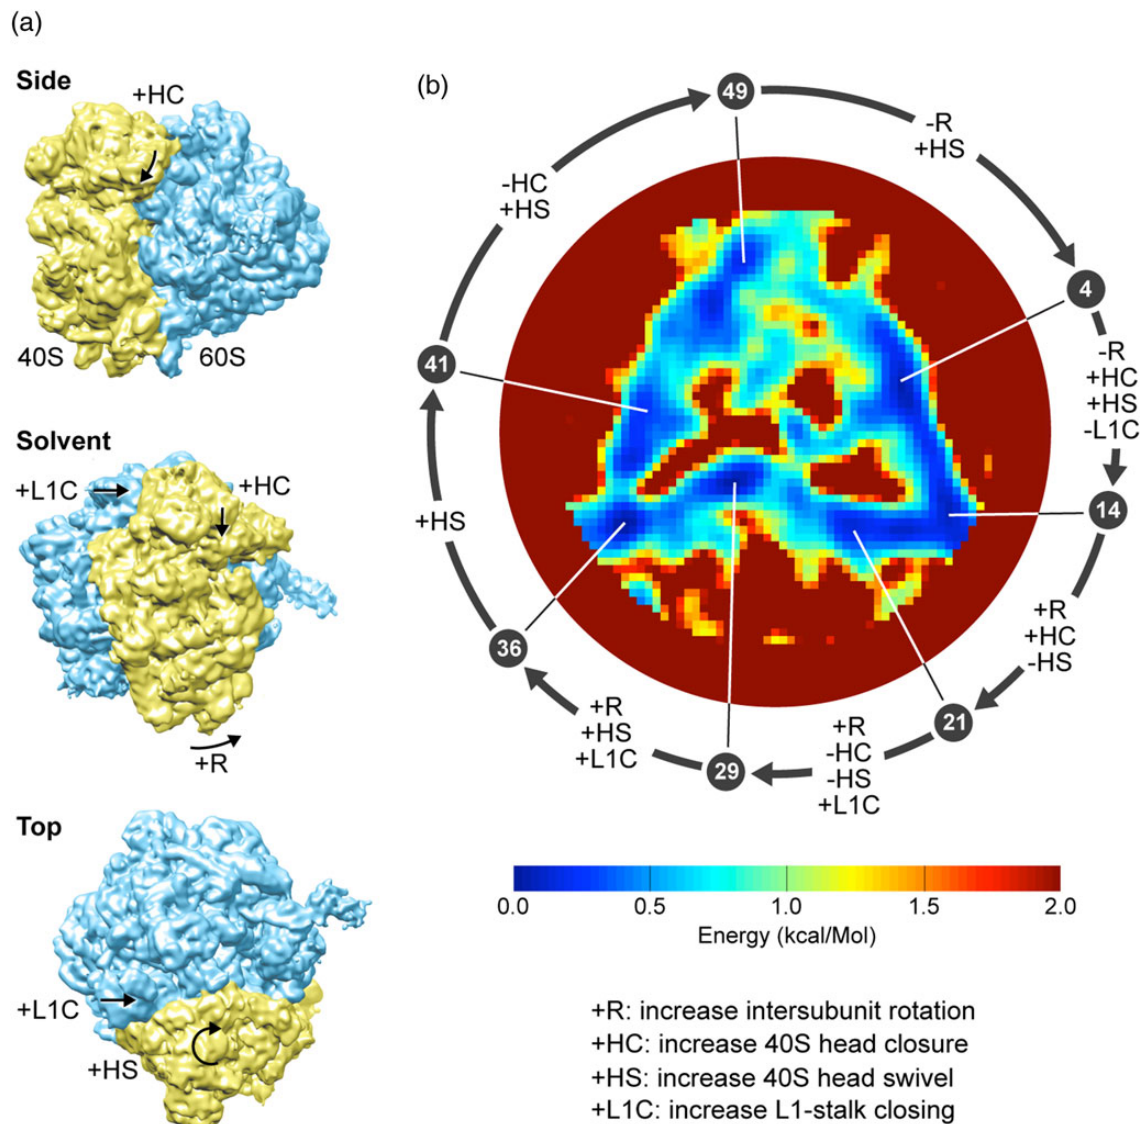 (a)
Side
+HC
40S
60S
Solvent
+L1C
+HC
+R
Top
+L1C
+HS
(b)
49
-R
+HS
4
-R
+HC
+HS
-L1C
14
+R
+HC
-HS
21
+R
-HC
-HS
+L1C
29
+R
+HS
+L1C
36
+HS
41
-HC
+HS
0.0
0.5
1.0
1.5
2.0
Energy (kcal/Mol)
+R: increase intersubunit rotation
+HC: increase 40S head closure
+HS: increase 40S head swivel
+L1C: increase L1-stalk closing